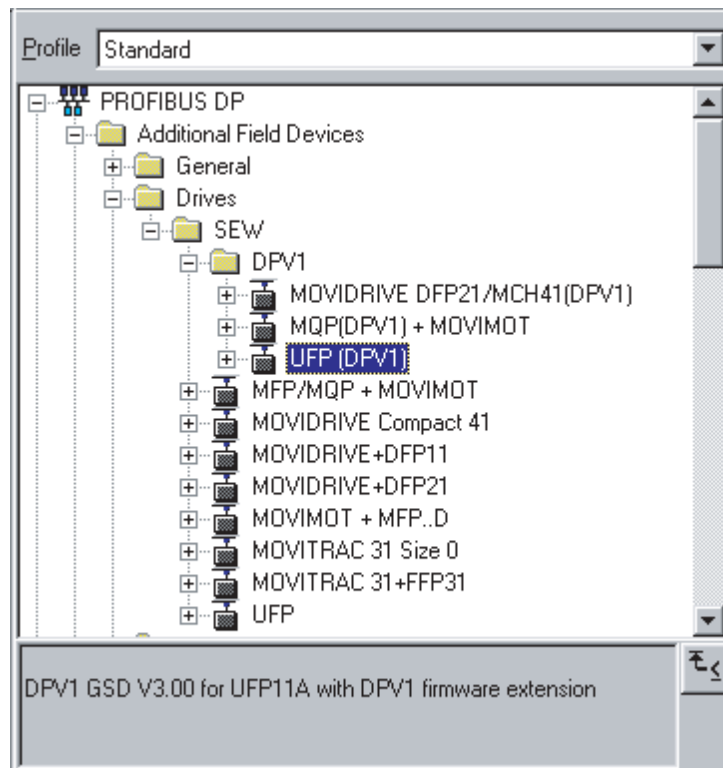 Profile Standard
PROFIBUS DP
Additional Field Devices
General
Drives
SEW
DPV1
MOVIDRIVE DFP21/MCH41(DPV1)
MQP(DPV1) + MOVIMOT
UFP (DPV1)
MFP/MQP + MOVIMOT
MOVIDRIVE Compact 41
MOVIDRIVE+DFP11
MOVIDRIVE+DFP21
MOVIMOT + MFP..D
MOVITRAC 31 Size 0
MOVITRAC 31+FFP31
UFP
DPV1 GSD V3.00 for UFP11A with DPV1 firmware extension